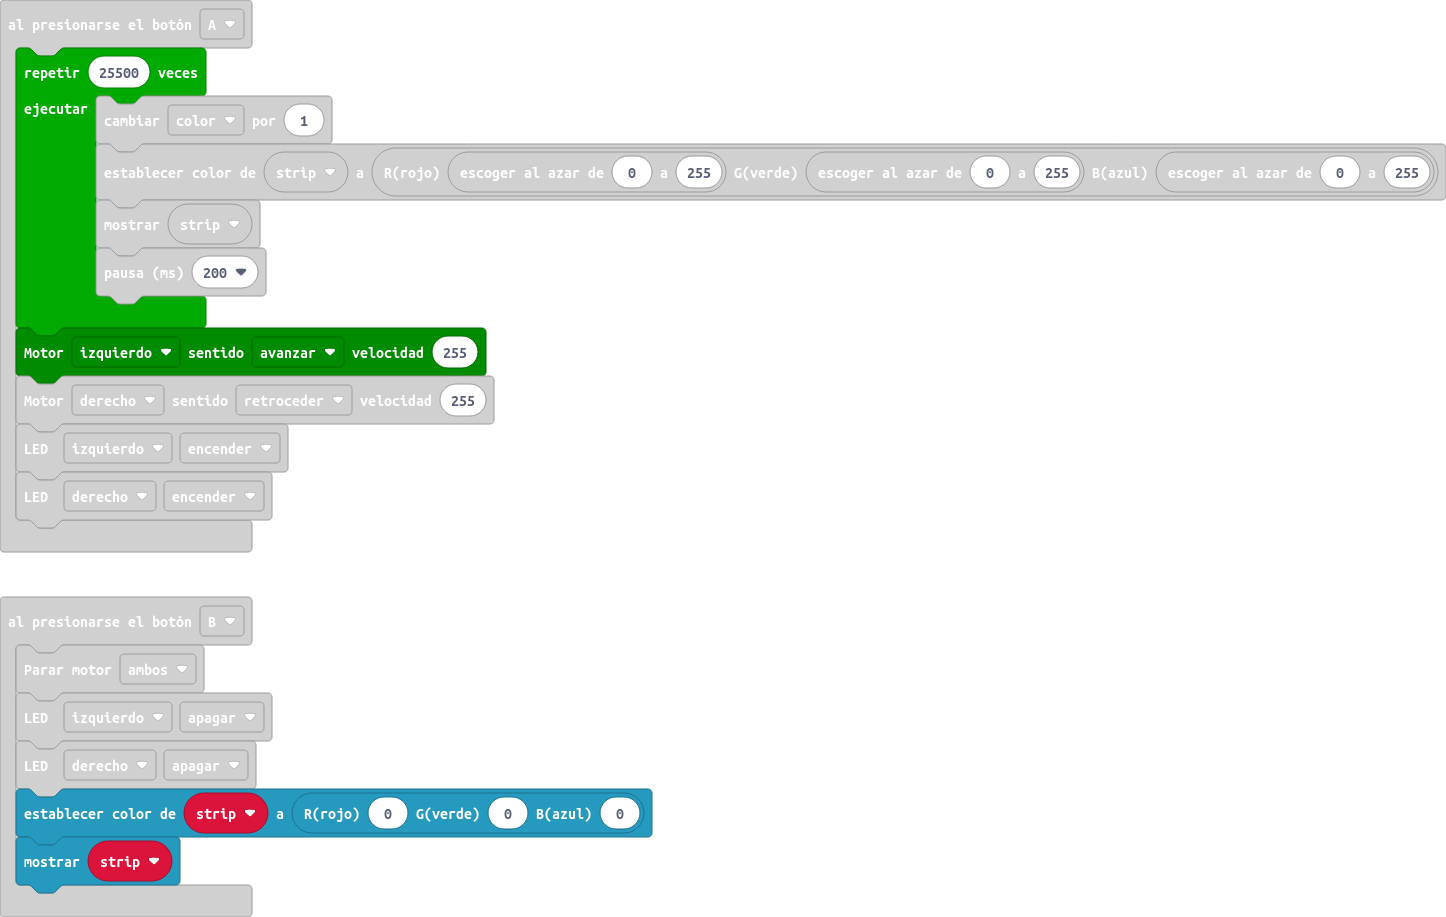 al presionarse el botón A
repetir 25500 veces
ejecutar
cambiar color por 1
establecer color de strip a R(rojo) escoger al azar de 0 a 255 G(verde) escoger al azar de 0 a 255 B(azul) escoger al azar de 0 a 255
mostrar strip
pausa (ms) 200
Motor izquierdo sentido avanzar velocidad 255
Motor derecho sentido retroceder velocidad 255
LED izquierdo encender
LED derecho encender
al presionarse el botón B
Parar motor ambos
LED izquierdo apagar
LED derecho apagar
establecer color de strip a R(rojo) 0 G(verde) 0 B(azul) 0
mostrar strip